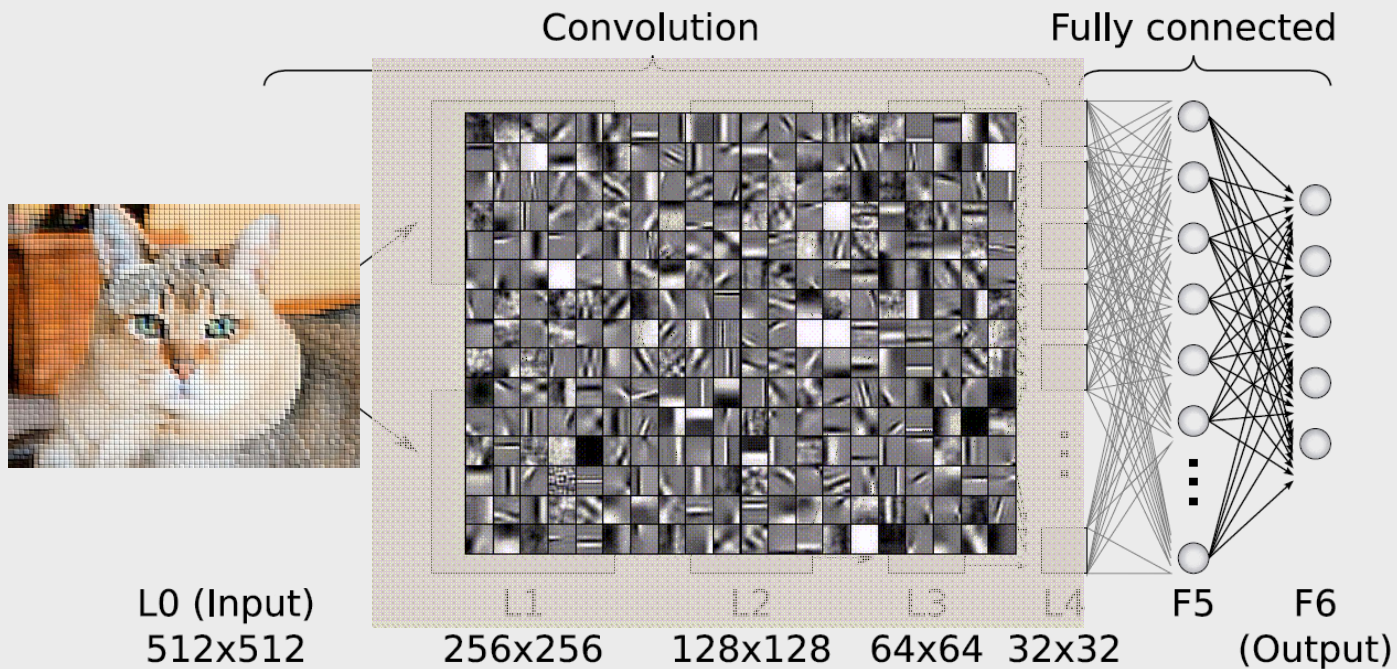 Convolution
Fully connected
L0 (Input)
512x512
L1
256x256
L2
128x128
L3
64x64
L4
32x32
F5
F6
(Output)